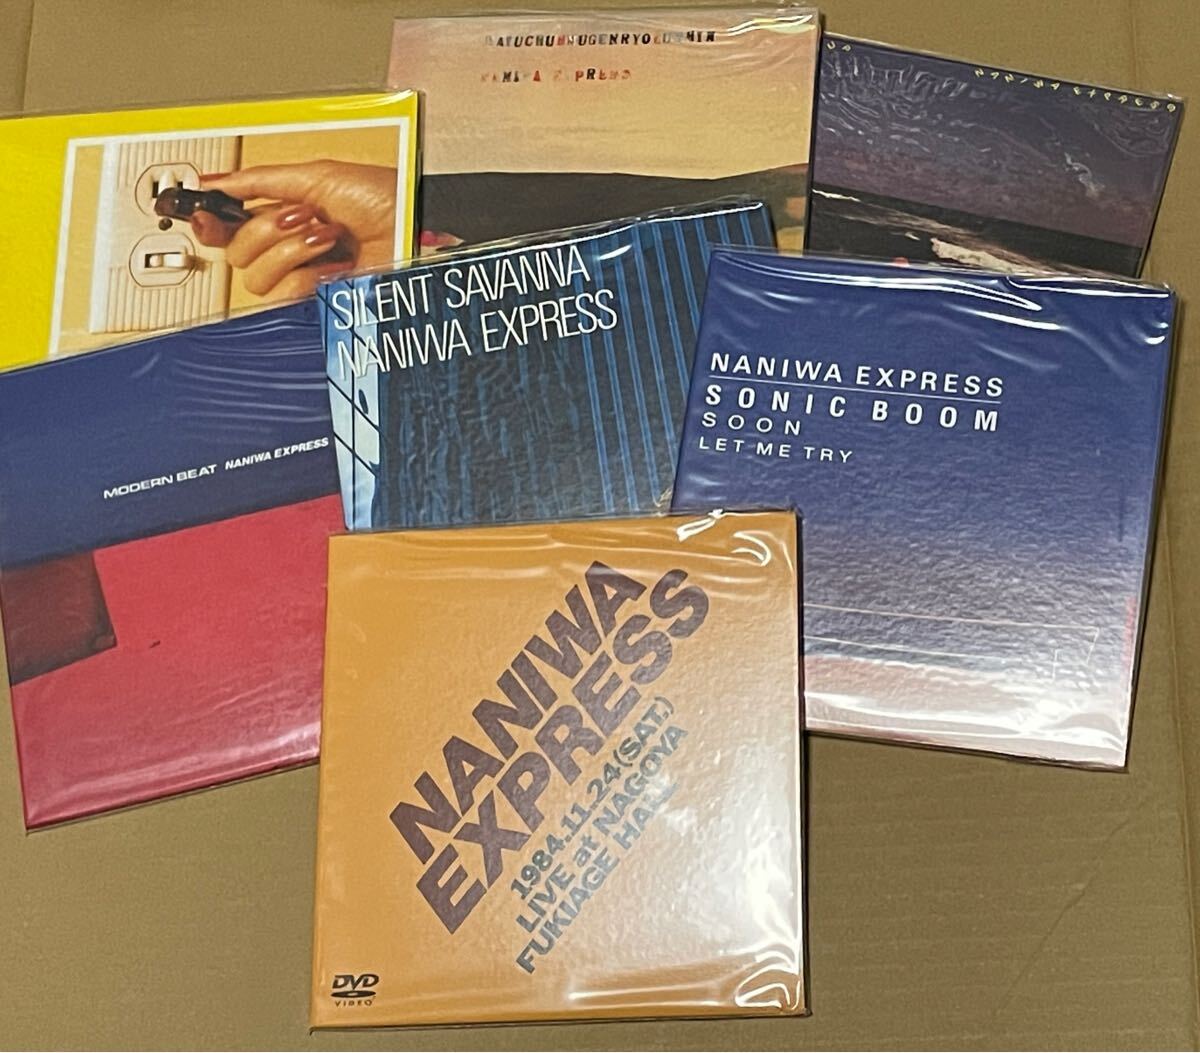 NANIWA EXPRESS
SILENT SAVANNA
NANIWA EXPRESS
NANIWA EXPRESS
SONIC BOOM
SOON
LET ME TRY
MODERN BEAT NANIWA EXPRESS
NANIWA
EXPRESS
1984.11.24(SAT.)
LIVE at NAGOYA
FUKIAGE HALL
DVD
VIDEO